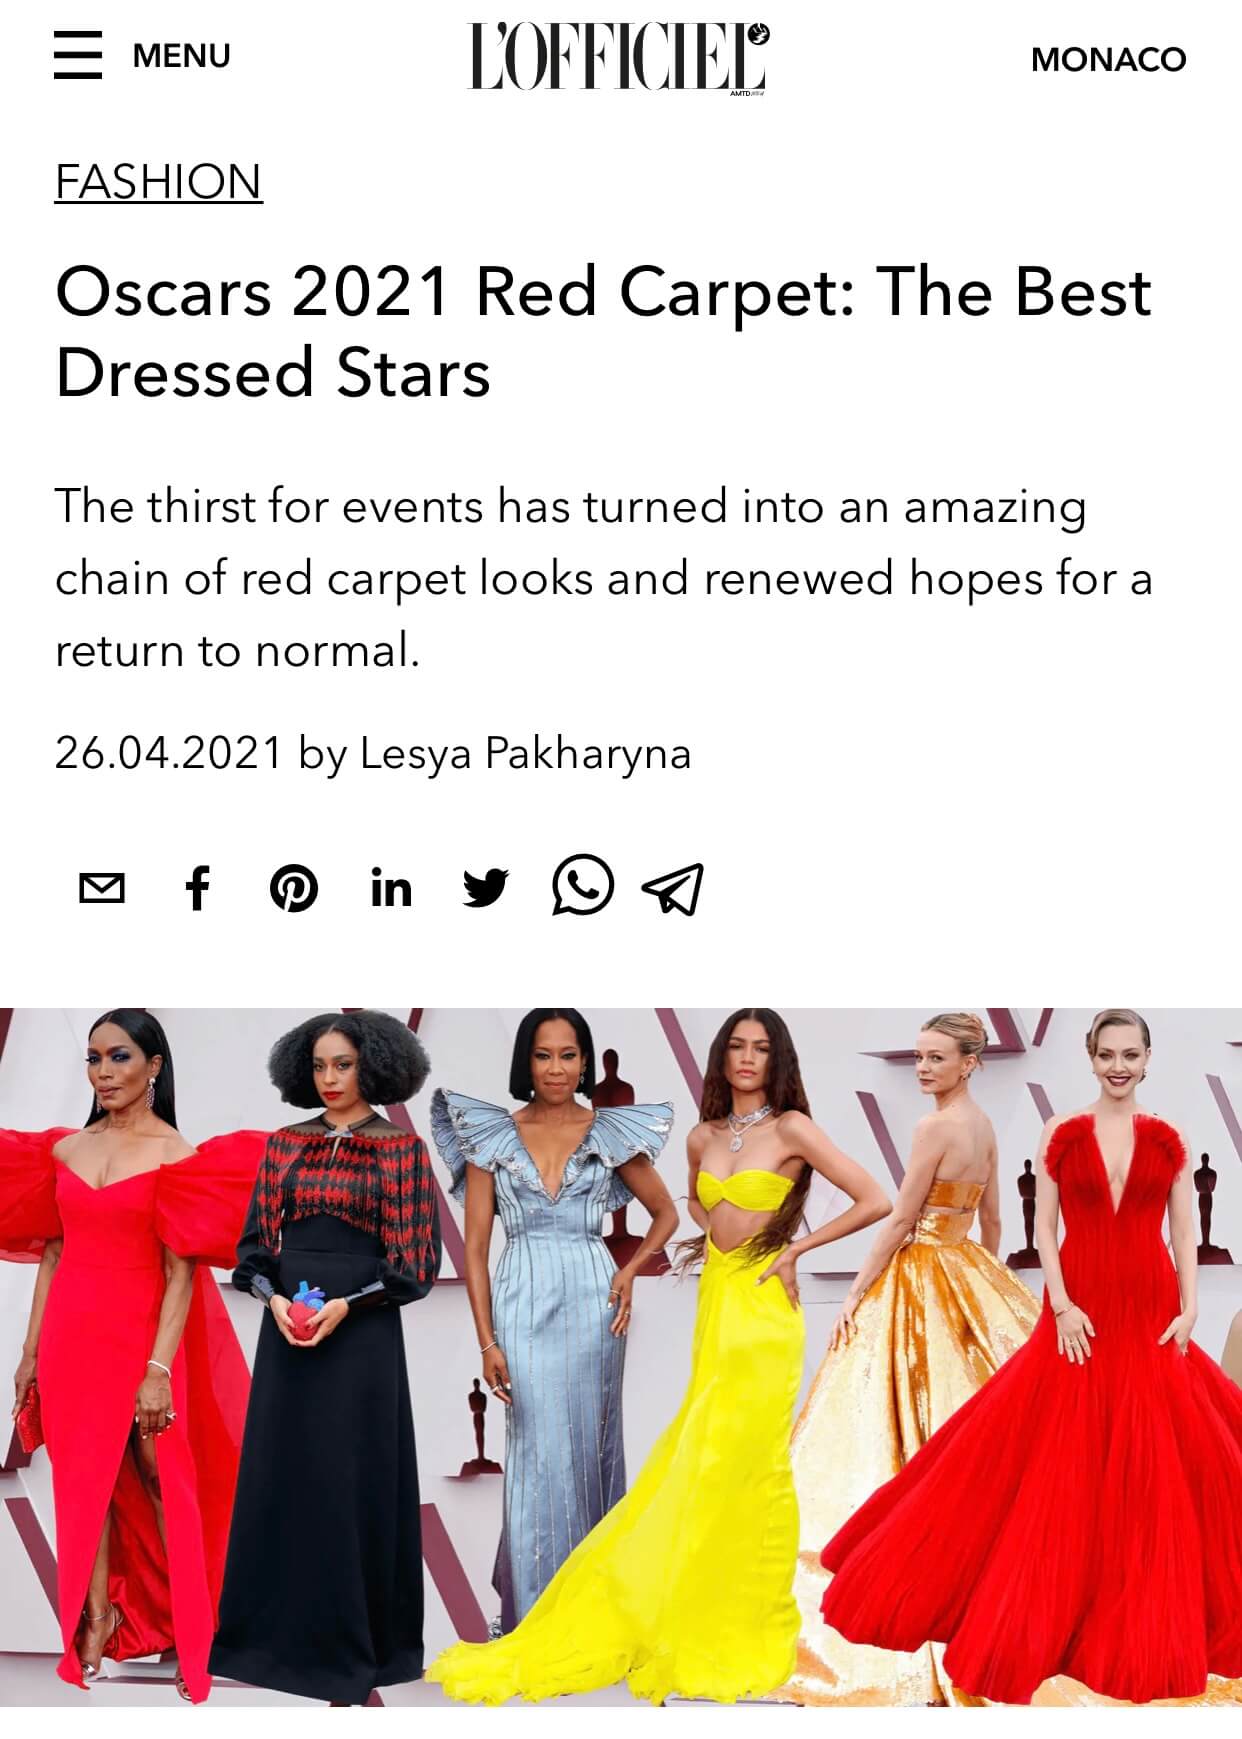 MENU
L'OFFICIEL
AMTD
MONACO
FASHION
Oscars 2021 Red Carpet: The Best
Dressed Stars
The thirst for events has turned into an amazing
chain of red carpet looks and renewed hopes for a
return to normal.
26.04.2021 by Lesya Pakharyna